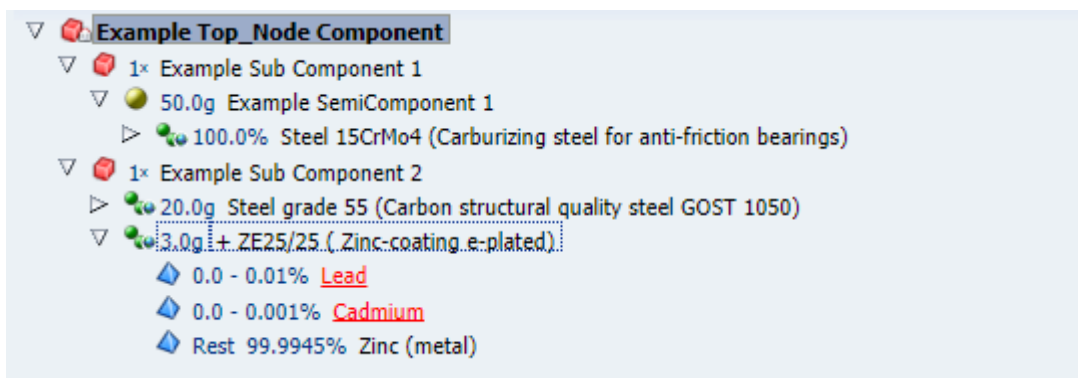 Example Top_Node Component
1× Example Sub Component 1
50.0g Example SemiComponent 1
100.0% Steel 15CrMo4 (Carburizing steel for anti-friction bearings)
1× Example Sub Component 2
20.0g Steel grade 55 (Carbon structural quality steel GOST 1050)
3.0g + ZE25/25 ( Zinc-coating e-plated)
0.0 - 0.01% Lead
0.0 - 0.001% Cadmium
Rest 99.9945% Zinc (metal)